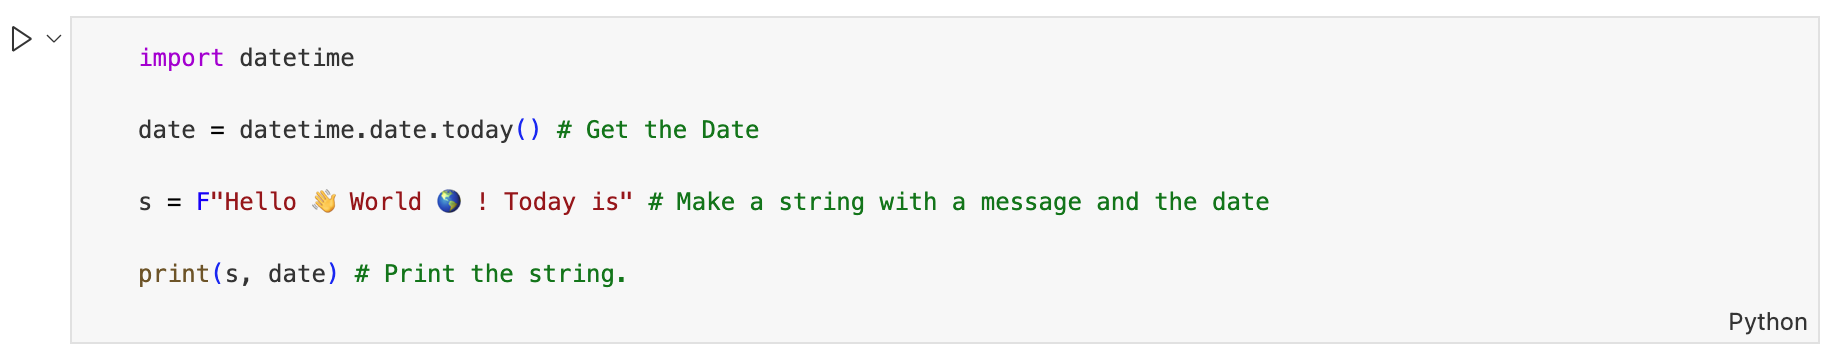 import datetime
date = datetime.date.today() # Get the Date
s = F"Hello 👋 World 🌎 ! Today is" # Make a string with a message and the date
print(s, date) # Print the string.
Python